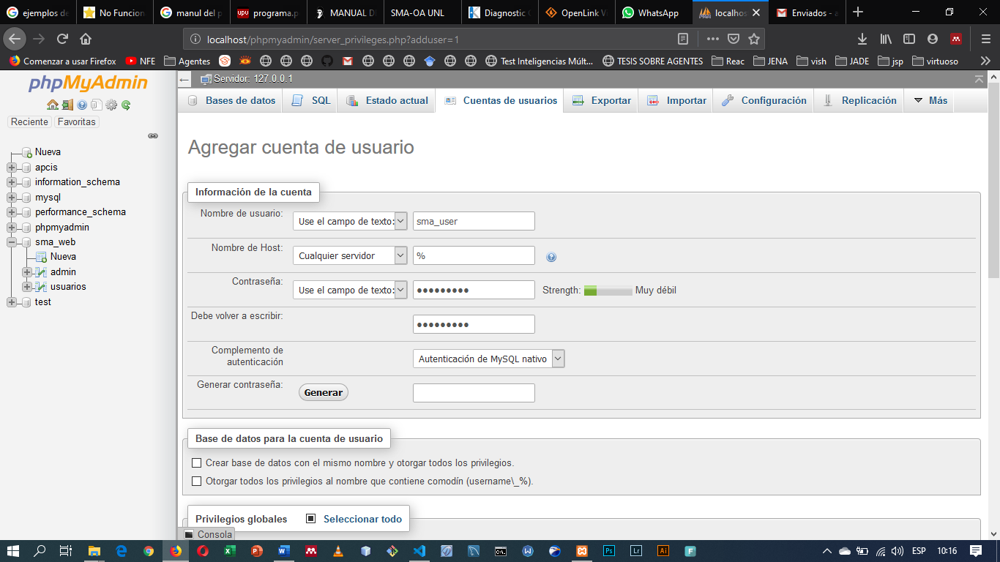 ejemplos de
No Funcion
manul del p
upv programa.p
MANUAL D
SMA-OA UNL
Diagnostic C
OpenLink V
WhatsApp
localhos
Enviados - a
localhost/phpmyadmin/server_privileges.php?adduser=1
Comenzar a usar Firefox
NFE
Agentes
Test Inteligencias Múlt...
TESIS SOBRE AGENTES
Reac
JENA
vish
JADE
jsp
virtuoso
phpMyAdmin
Reciente
Favoritas
Nueva
apcis
information_schema
mysql
performance_schema
phpmyadmin
sma_web
Nueva
admin
usuarios
test
Servidor: 127.0.0.1
Bases de datos
SQL
Estado actual
Cuentas de usuarios
Exportar
Importar
Configuración
Replicación
Más
Agregar cuenta de usuario
Información de la cuenta
Nombre de usuario: Use el campo de texto: sma_user
Nombre de Host: Cualquier servidor %
Contraseña: Use el campo de texto: ●●●●●●●●● Strength: Muy débil
Debe volver a escribir: ●●●●●●●●●
Complemento de
autenticación
Autenticación de MySQL nativo
Generar contraseña: Generar
Base de datos para la cuenta de usuario
Crear base de datos con el mismo nombre y otorgar todos los privilegios.
Otorgar todos los privilegios al nombre que contiene comodín (username\_%).
Privilegios globales Seleccionar todo
Consola
ESP
10:16